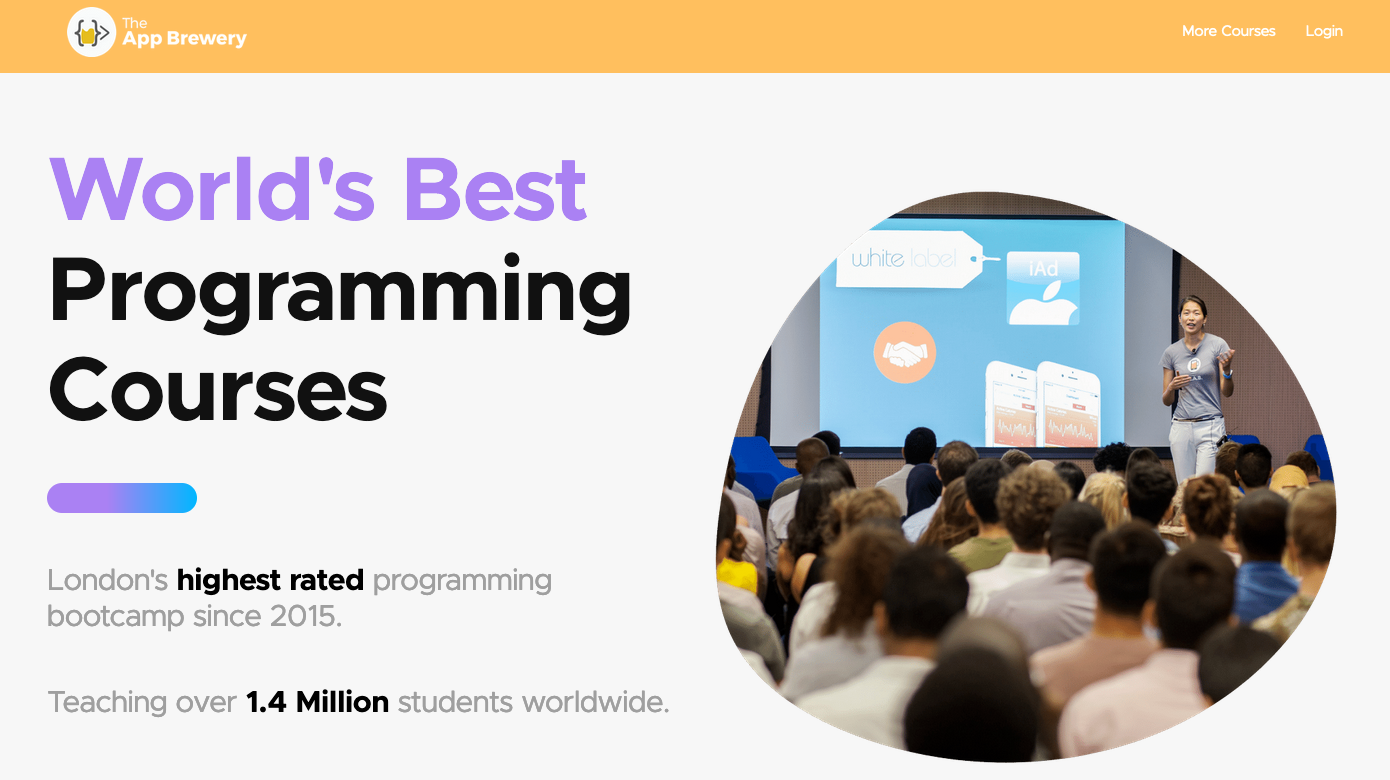 The
App Brewery
More Courses
Login
World's Best
Programming
Courses
London's highest rated programming
bootcamp since 2015.
Teaching over 1.4 Million students worldwide.
white label
iAd